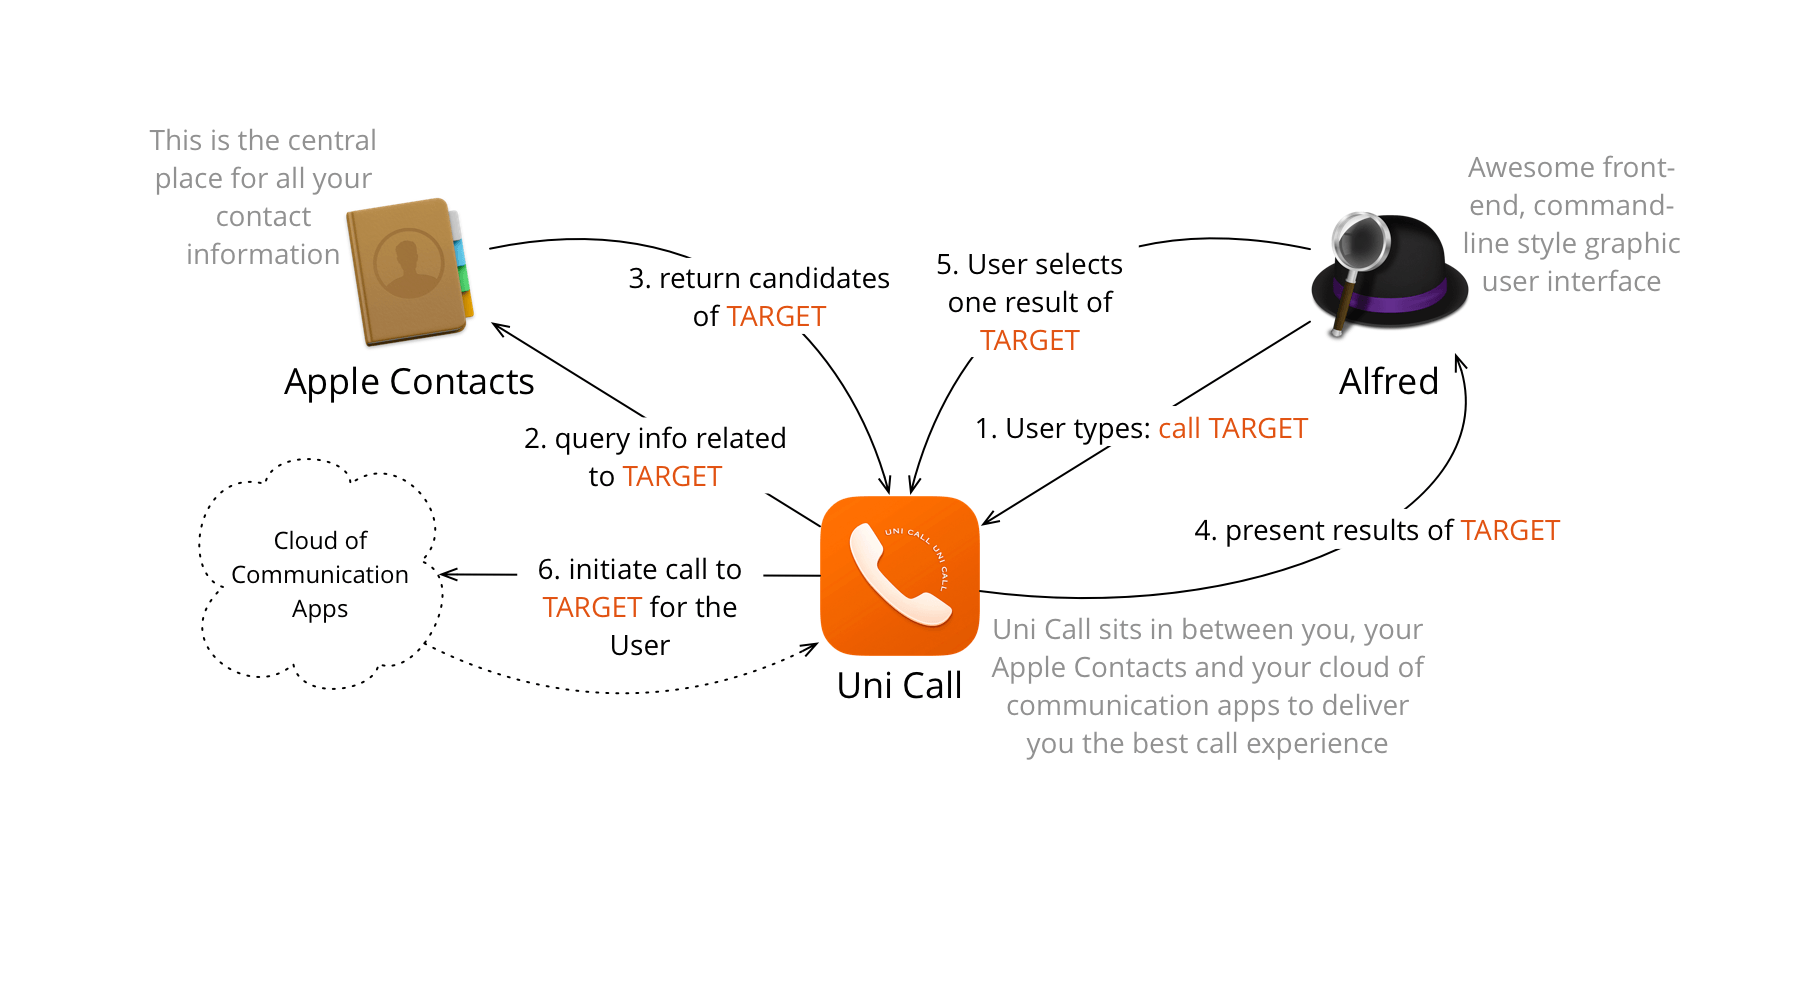 This is the central
place for all your
contact
information
Apple Contacts
3. return candidates
of TARGET
5. User selects
one result of
TARGET
Awesome front-
end, command-
line style graphic
user interface
Alfred
2. query info related
to TARGET
1. User types: call TARGET
4. present results of TARGET
Cloud of
Communication
Apps
6. initiate call to
TARGET for the
User
UNI CALL UNI CALL
Uni Call
Uni Call sits in between you, your
Apple Contacts and your cloud of
communication apps to deliver
you the best call experience